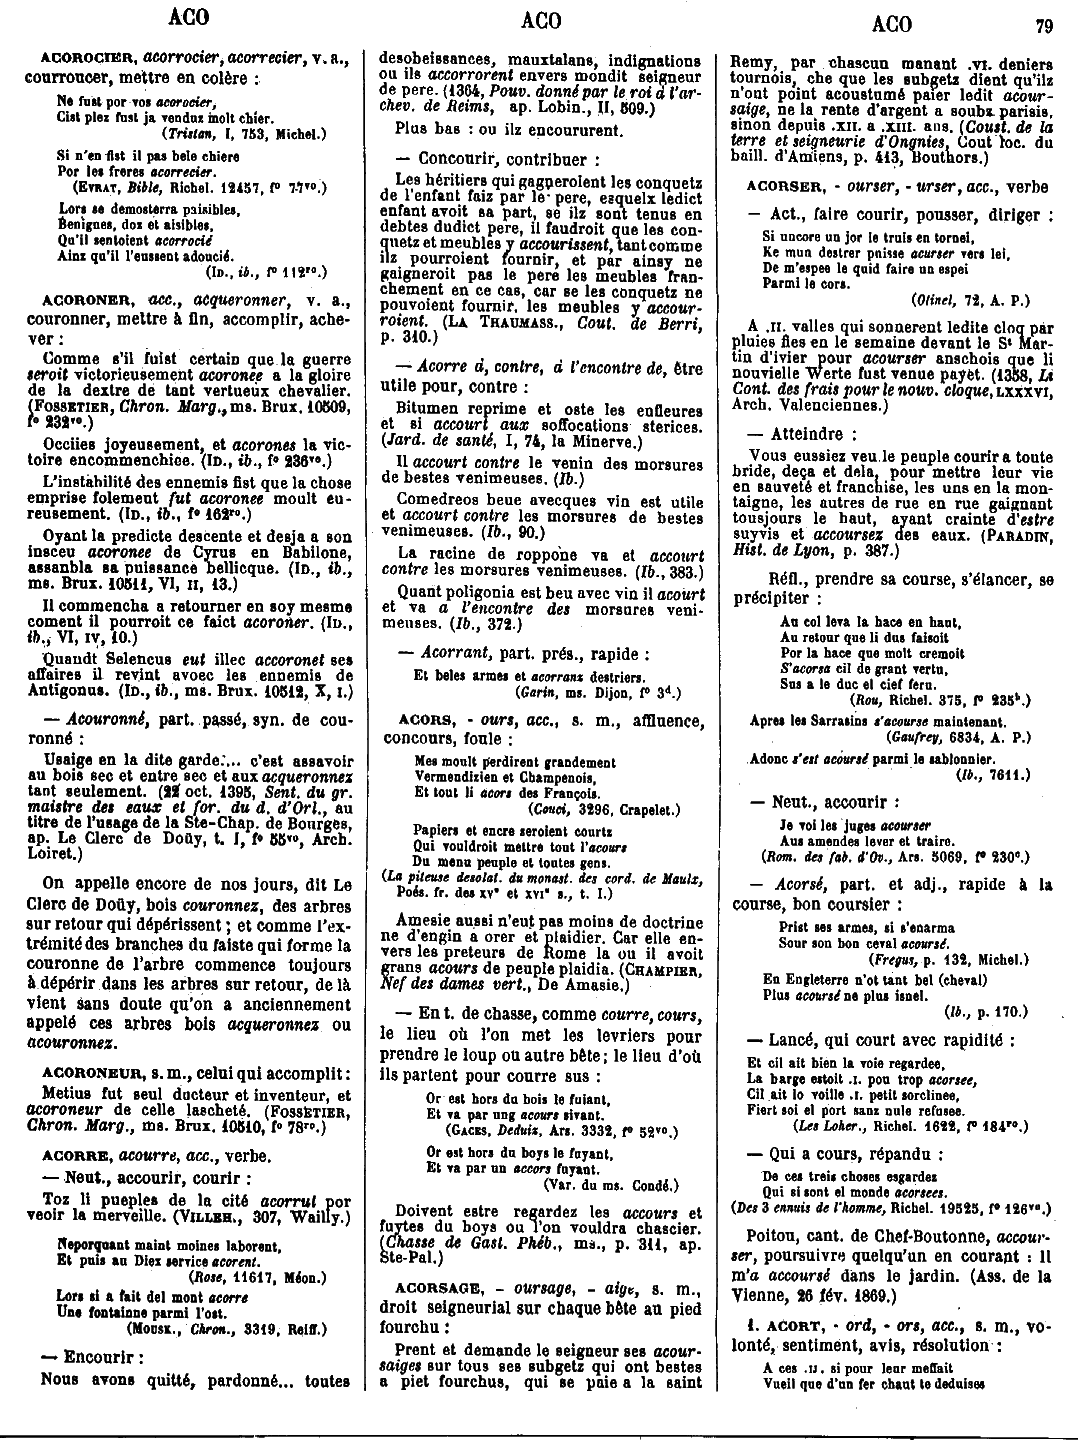 ACO
ACO
ACO
79
ACOROCIER, acorrocier, acorrecier, v. a.,
courroucer, mettre en colère :
Ne fust por vos acorocier,
Cist plez fust ja venduz molt chier.
(Tristan, I, 753, Michel.)
Si n'en fist il pas bele chiere
Por les freres acorrecier.
(EVRAT, Bible, Richel. 12457, f° 77vo.)
Lors se demosterra paisibles,
Benignes, dox et aisibles,
Qu'il sentoient acorrocié
Ainz qu'il l'eussent adoucié.
(ID., ib., f° 112ro.)
ACORONER, acc., acqueronner, v. a.,
couronner, mettre à fin, accomplir, ache-
ver :
Comme s'il fuist certain que la guerre
seroit victorieusement acoronee a la gloire
de la dextre de tant vertueux chevalier.
(FOSSETIER, Chron. Marg., ms. Brux. 10509,
f° 232vo.)
Occiies joyeusement, et acorones la vic-
toire encommenchiee. (ID., ib., f° 236vo.)
L'instabilité des ennemis fist que la chose
emprise folement fut acoronee moult eu-
reusement. (ID., ib., f° 162ro.)
Oyant la predicte descente et desja a son
insceu acoronee de Cyrus en Babilone,
assanbla sa puissance bellicque. (ID., ib.,
ms. Brux. 10511, VI, II, 13.)
Il commencha a retourner en soy mesme
coment il pourroit ce faict acoroner. (ID.,
ib., VI, IV, 10.)
Quandt Selencus eut illec accoronet ses
affaires il revint avoec les ennemis de
Antigonus. (ID., ib., ms. Brux. 10512, X, I.)
— Acouronné, part. passé, syn. de cou-
ronné :
Usaige en la dite garde... c'est assavoir
au bois sec et entre sec et aux acqueronnez
tant seulement. (22 oct. 1395, Sent. du gr.
maistre des eaux et for. du d. d'Orl., au
titre de l'usage de la Ste-Chap. de Bourges,
ap. Le Clerc de Doüy, t. I, f° 55vo, Arch.
Loiret.)
On appelle encore de nos jours, dit Le
Clerc de Doüy, bois couronnez, des arbres
sur retour qui dépérissent ; et comme l'ex-
trémité des branches du faiste qui forme la
couronne de l'arbre commence toujours
à dépérir dans les arbres sur retour, de là
vient sans doute qu'on a anciennement
appelé ces arbres bois acqueronnez ou
acouronnez.
ACORONEUR, s. m., celui qui accomplit :
Metius fut seul ducteur et inventeur, et
acoroneur de celle lascheté. (FOSSETIER,
Chron. Marg., ms. Brux. 10510, f° 78ro.)
ACORRE, acourre, acc., verbe.
— Neut., accourir, courir :
Toz li pueples de la cité acorrut por
veoir la merveille. (VILLEH., 307, Wailly.)
Neporquant maint moines laborent,
Et puis au Diex service acorent.
(Rose, 11617, Méon.)
Lors si a fait del mont acorre
Une fontainne parmi l'ost.
(MOUSK., Chron., 3319, Reiff.)
— Encourir :
Nous avons quitté, pardonné... toutes
desobeissances, mauxtalans, indignations
ou ils accorrorent envers mondit seigneur
de pere. (1364, Pouv. donné par le roi à l'ar-
chev. de Reims, ap. Lobin., II, 509.)
Plus bas : ou ilz encoururent.
— Concourir, contribuer :
Les héritiers qui gagneroient les conquetz
de l'enfant faiz par le pere, esquelx ledict
enfant avoit sa part, se ilz sont tenus en
debtes dudict pere, il faudroit que les con-
quetz et meubles y accourissent, tant comme
ilz pourroient fournir, et par ainsy ne
gaigneroit pas le pere les meubles fran-
chement en ce cas, car se les conquetz ne
pouvoient fournir, les meubles y accour-
roient. (LA THAUMASS., Cout. de Berri,
p. 310.)
— Acorre à, contre, à l'encontre de, être
utile pour, contre :
Bitumen reprime et oste les enfleures
et si accourt aux soffocations sterices.
(Jard. de santé, I, 74, la Minerve.)
Il accourt contre le venin des morsures
de bestes venimeuses. (Ib.)
Comedreos beue avecques vin est utile
et accourt contre les morsures de bestes
venimeuses. (Ib., 90.)
La racine de roppone va et accourt
contre les morsures venimeuses. (Ib., 383.)
Quant poligonia est beu avec vin il acourt
et va a l'encontre des morsures veni-
meuses. (Ib., 372.)
— Acorrant, part. prés., rapide :
Et beles armes et acorranz destriers.
(Garin, ms. Dijon, f° 3d.)
ACORS, - ours, acc., s. m., affluence,
concours, foule :
Mes moult perdirent grandement
Vermendizien et Champenois,
Et tout li acors des François.
(Couci, 3296, Crapelet.)
Papiers et encre seroient courtz
Qui vouldroit mettre tout l'acours
Du menu peuple et toutes gens.
(La piteuse desolat. du monast. des cord. de Maulx,
Poés. fr. des xve et xvie s., t. I.)
Amesie aussi n'eut pas moins de doctrine
ne d'engin a orer et plaidier. Car elle en-
vers les preteurs de Rome la ou il avoit
grans acours de peuple plaidia. (CHAMPIER,
Nef des dames vert., De Amasie.)
— En t. de chasse, comme courre, cours,
le lieu où l'on met les levriers pour
prendre le loup ou autre bête ; le lieu d'où
ils partent pour courre sus :
Or est hors du bois le fuiant,
Et va par ung acours sivant.
(GACES, Deduiz, Ars. 3332, f° 52vo.)
Or est hors du boys le fuyant,
Et va par un accors fuyant.
(Var. du ms. Condé.)
Doivent estre regardez les accours et
fuytes du boys ou l'on vouldra chascier.
(Chasse de Gast. Phéb., ms., p. 311, ap.
Ste-Pal.)
ACORSAGE, - oursage, - aige, s. m.,
droit seigneurial sur chaque bête au pied
fourchu :
Prent et demande le seigneur ses acour-
saiges sur tous ses subgetz qui ont bestes
a piet fourchus, qui se paie a la saint
Remy, par chascun manant .VI. deniers
tournois, che que les subgetz dient qu'ilz
n'ont point acoustumé paier ledit acour-
saige, ne la rente d'argent a soubz parisis,
sinon depuis .XII. a .XIII. ans. (Coust. de la
terre et seigneurie d'Ongnies, Cout loc. du
baill. d'Amiens, p. 413, Bouthors.)
ACORSER, - ourser, - urser, acc., verbe
— Act., faire courir, pousser, diriger :
Si uncore un jor le truis en tornei,
Ke mun destrer puisse acurser vers lei,
De m'espee le quid faire un espei
Parmi le cors.
(Otinel, 72, A. P.)
A .II. valles qui sonnerent ledite cloq par
pluies fies en le semaine devant le St Mar-
tin d'ivier pour acourser anschois que li
nouvielle Werte fust venue payet. (1358, Li
Cont. des frais pour le nouv. cloque, LXXXVI,
Arch. Valenciennes.)
— Atteindre :
Vous eussiez veu le peuple courir a toute
bride, deça et dela, pour mettre leur vie
en sauveté et franchise, les uns en la mon-
taigne, les autres de rue en rue gaignant
tousjours le haut, ayant crainte d'estre
suyvis et accoursez des eaux. (PARADIN,
Hist. de Lyon, p. 387.)
Réfl., prendre sa course, s'élancer, se
précipiter :
Au col leva la hace en haut,
Au retour que li dus faisoit
Por la hace que molt cremoit
S'acorsa cil de grant vertu,
Sus a le duc el cief feru.
(Rou, Richel. 375, f° 235b.)
Apres les Sarrasins s'acourse maintenant.
(Gaufrey, 6834, A. P.)
Adonc s'est acoursé parmi le sablonnier.
(Ib., 7611.)
— Neut., accourir :
Je voi les juges acourser
Aus amendes lever et traire.
(Rom. des fab. d'Ov., Ars. 5069, f° 230c.)
— Acorsé, part. et adj., rapide à la
course, bon coursier :
Prist ses armes, si s'enarma
Sour son bon ceval acoursé.
(Fregus, p. 132, Michel.)
En Engleterre n'ot tant bel (cheval)
Plus acoursé ne plus isnel.
(Ib., p. 170.)
— Lancé, qui court avec rapidité :
Et cil ait bien la voie regardee,
La barge estoit .I. pou trop acorsee,
Cil ait lo voille .I. petit sorclinee,
Fiert soi el port sanz nule refusee.
(Les Loher., Richel. 1622, f° 184ro.)
— Qui a cours, répandu :
De ces treis choses esgardez
Qui si sont el monde acorsees.
(Des 3 ennuis de l'homme, Richel. 19525, f° 126vo.)
Poitou, cant. de Chef-Boutonne, accour-
ser, poursuivre quelqu'un en courant : Il
m'a accoursé dans le jardin. (Ass. de la
Vienne, 26 fév. 1869.)
1. ACORT, - ord, - ors, acc., s. m., vo-
lonté, sentiment, avis, résolution :
A ces .II. si pour leur meffait
Vueil que d'un fer chaut te deduises